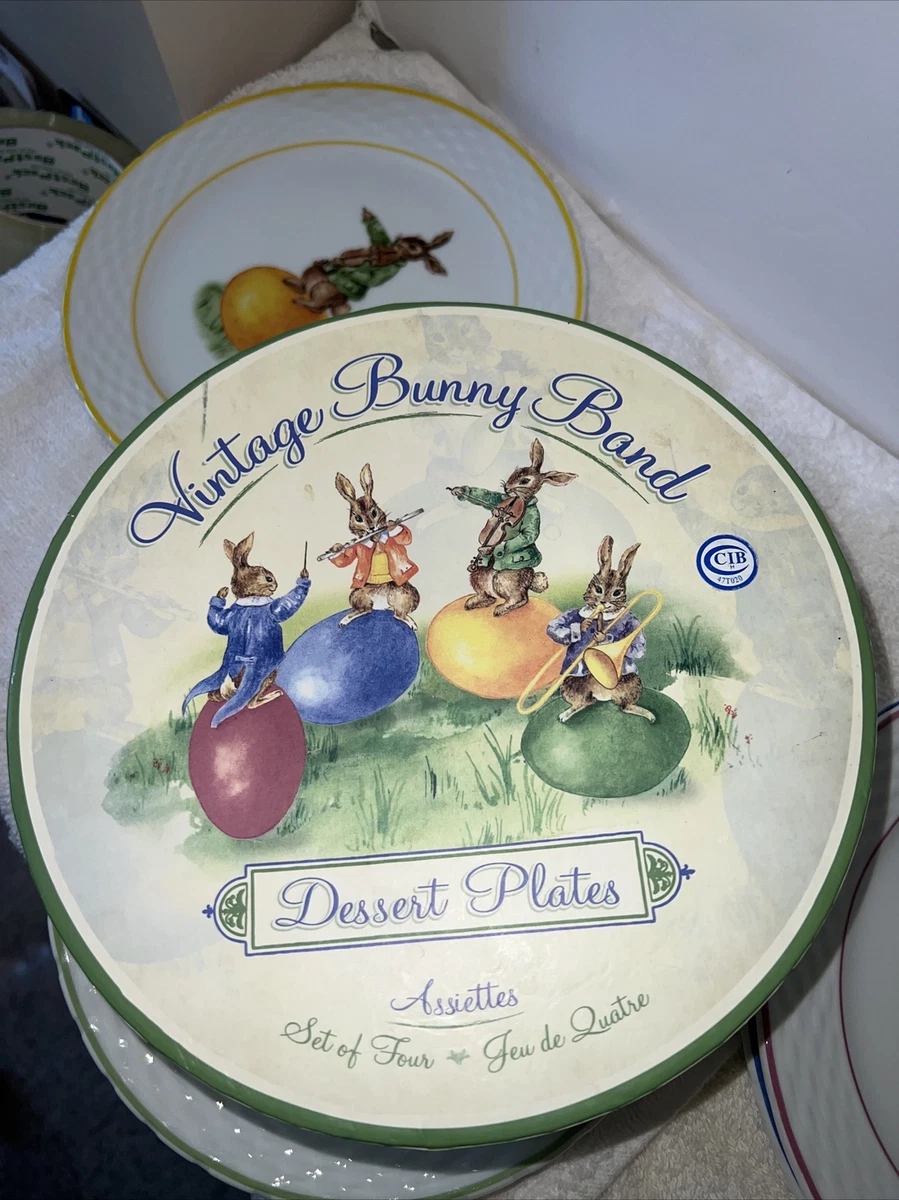 Vintage Bunny Band
CIB
H
47T020
Dessert Plates
Assiettes
Set of Four Jeu de Quatre